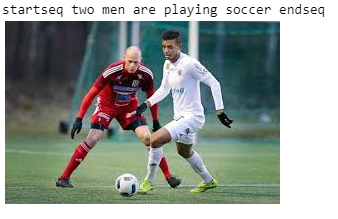 startseq two men are playing soccer endseq